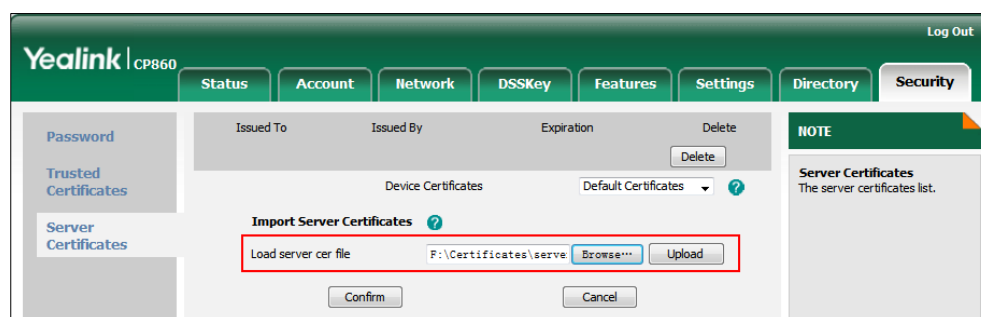 Log Out
Yealink CP860
Status Account Network DSSKey Features Settings Directory Security
Password
Trusted
Certificates
Server
Certificates
Issued To Issued By Expiration Delete
Delete
Device Certificates Default Certificates
Import Server Certificates
Load server cer file F:\Certificates\serve Browse... Upload
Confirm Cancel
NOTE
Server Certificates
The server certificates list.